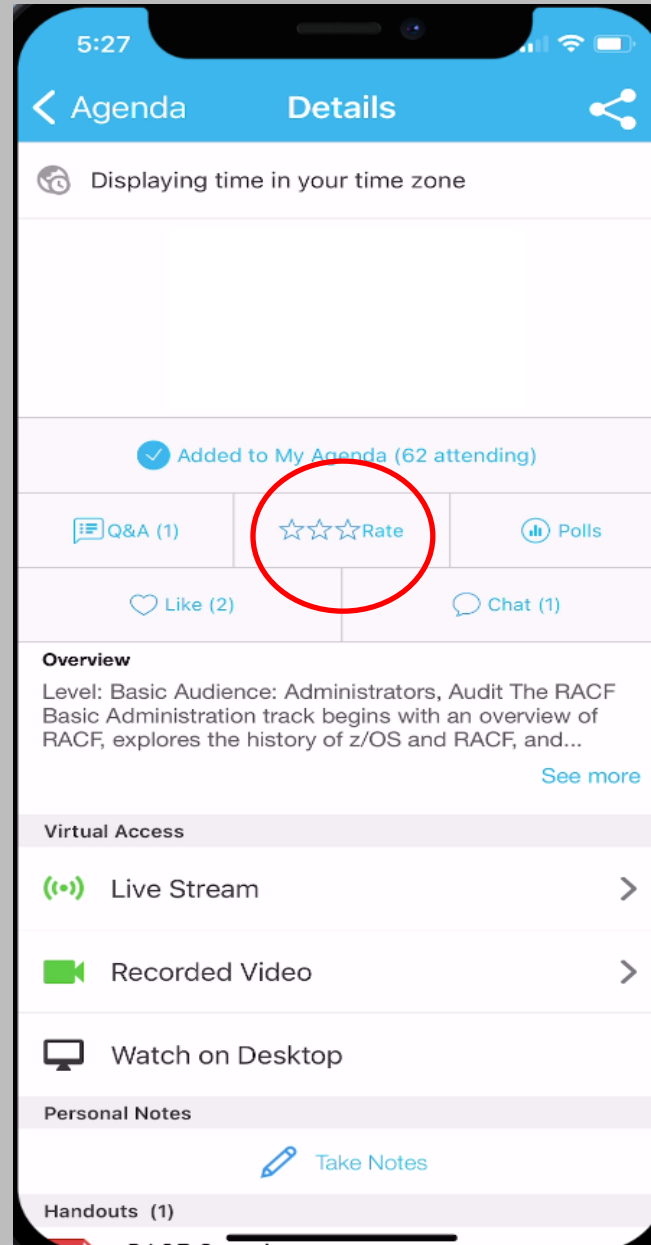 5:27
Agenda
Details
Displaying time in your time zone
Added to My Agenda (62 attending)
Q&A (1)
Rate
Polls
Like (2)
Chat (1)
Overview
Level: Basic Audience: Administrators, Audit The RACF
Basic Administration track begins with an overview of
RACF, explores the history of z/OS and RACF, and...
See more
Virtual Access
Live Stream
Recorded Video
Watch on Desktop
Personal Notes
Take Notes
Handouts (1)